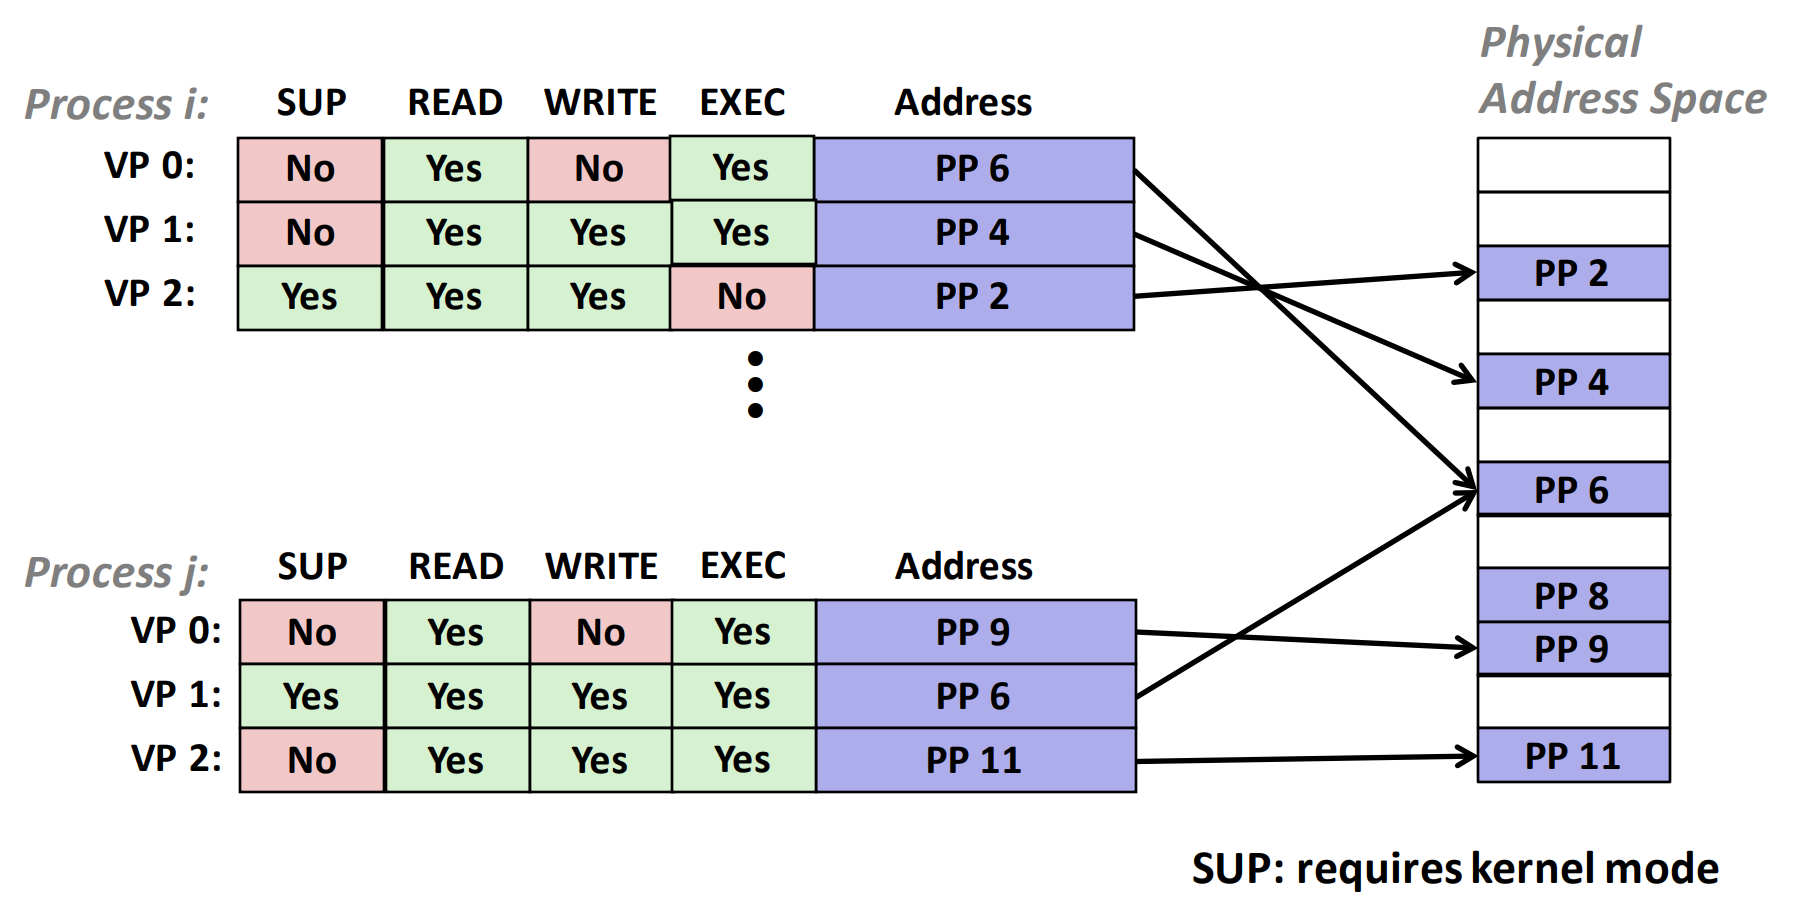 Physical
Address Space
Process i: SUP READ WRITE EXEC Address
VP 0: No Yes No Yes PP 6
VP 1: No Yes Yes Yes PP 4
VP 2: Yes Yes Yes No PP 2
PP 2
PP 4
PP 6
PP 8
PP 9
PP 11
Process j: SUP READ WRITE EXEC Address
VP 0: No Yes No Yes PP 9
VP 1: Yes Yes Yes Yes PP 6
VP 2: No Yes Yes Yes PP 11
SUP: requires kernel mode